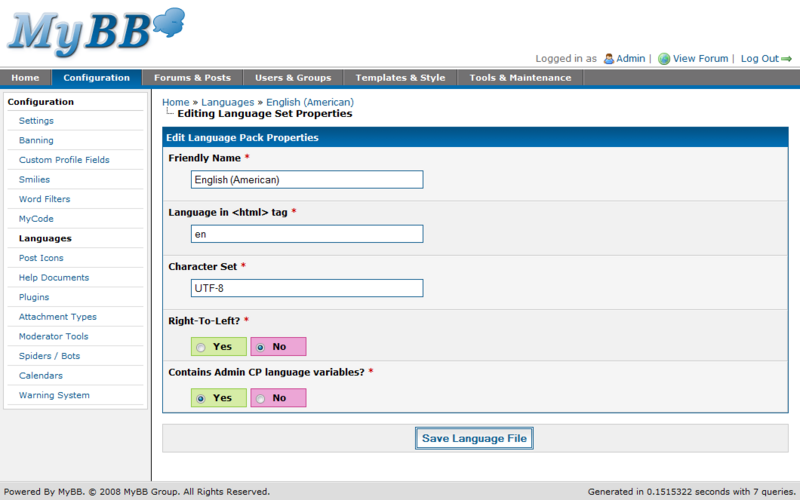 MyBB
Logged in as Admin | View Forum | Log Out
Home Configuration Forums & Posts Users & Groups Templates & Style Tools & Maintenance
Configuration
Settings
Banning
Custom Profile Fields
Smilies
Word Filters
MyCode
Languages
Post Icons
Help Documents
Plugins
Attachment Types
Moderator Tools
Spiders / Bots
Calendars
Warning System
Home » Languages » English (American)
Editing Language Set Properties
Edit Language Pack Properties
Friendly Name *
English (American)
Language in <html> tag *
en
Character Set *
UTF-8
Right-To-Left? *
Yes No
Contains Admin CP language variables? *
Yes No
Save Language File
Powered By MyBB. © 2008 MyBB Group. All Rights Reserved.
Generated in 0.1515322 seconds with 7 queries.